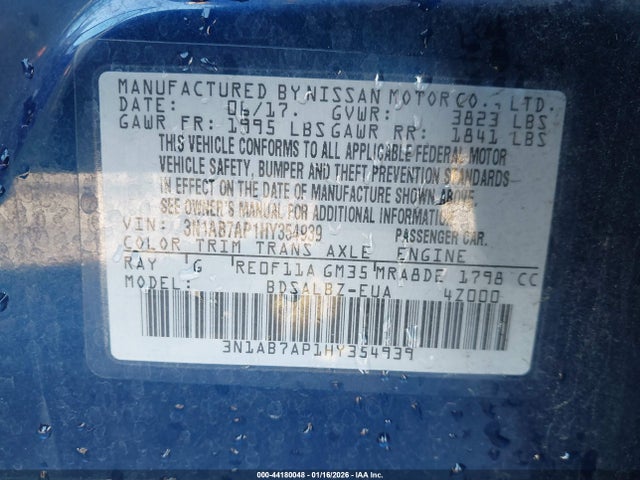 MANUFACTURED BY NISSAN MOTOR CO., LTD.
DATE: 06/17. GVWR: 3823 LBS
GAWR FR: 1995 LBS GAWR RR: 1841 LBS
THIS VEHICLE CONFORMS TO ALL APPLICABLE FEDERAL MOTOR
VEHICLE SAFETY, BUMPER AND THEFT PREVENTION STANDARDS
IN EFFECT ON THE DATE OF MANUFACTURE SHOWN ABOVE.
SEE OWNER'S MANUAL FOR ADDITIONAL INFORMATION.
VIN: 3N1AB7AP1HY354939 PASSENGER CAR.
COLOR TRIM TRANS AXLE ENGINE
RAY G RE0F11A GM35 MRA8DE 1798 CC
MODEL: BDSALBZ-EUA 4Z000
3N1AB7AP1HY354939
000-44180048 - 01/16/2026 - IAA Inc.